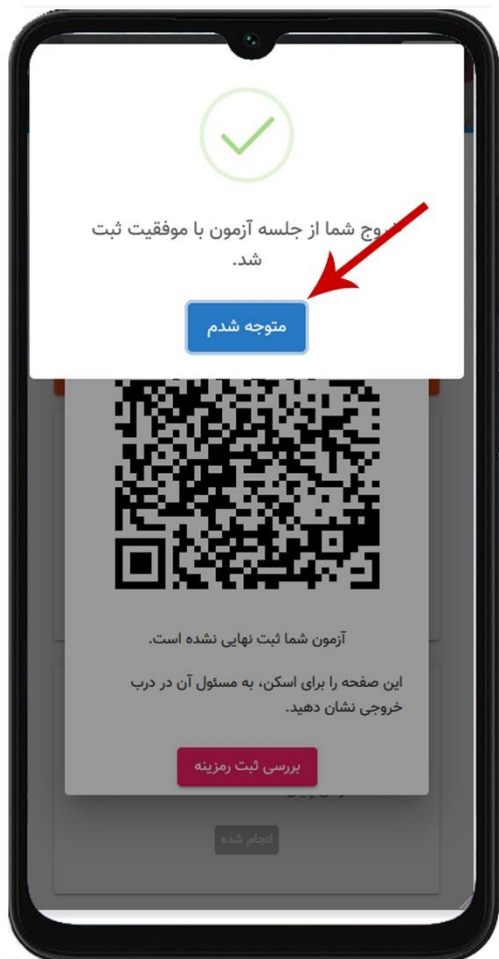 شما از جلسه آزمون با موفقیت ثبت
شد.
متوجه شدم
آزمون شما ثبت نهایی نشده است.
این صفحه را برای اسکن، به مسئول آن در درب
خروجی نشان دهید.
بررسی ثبت رمزینه
انجام شده